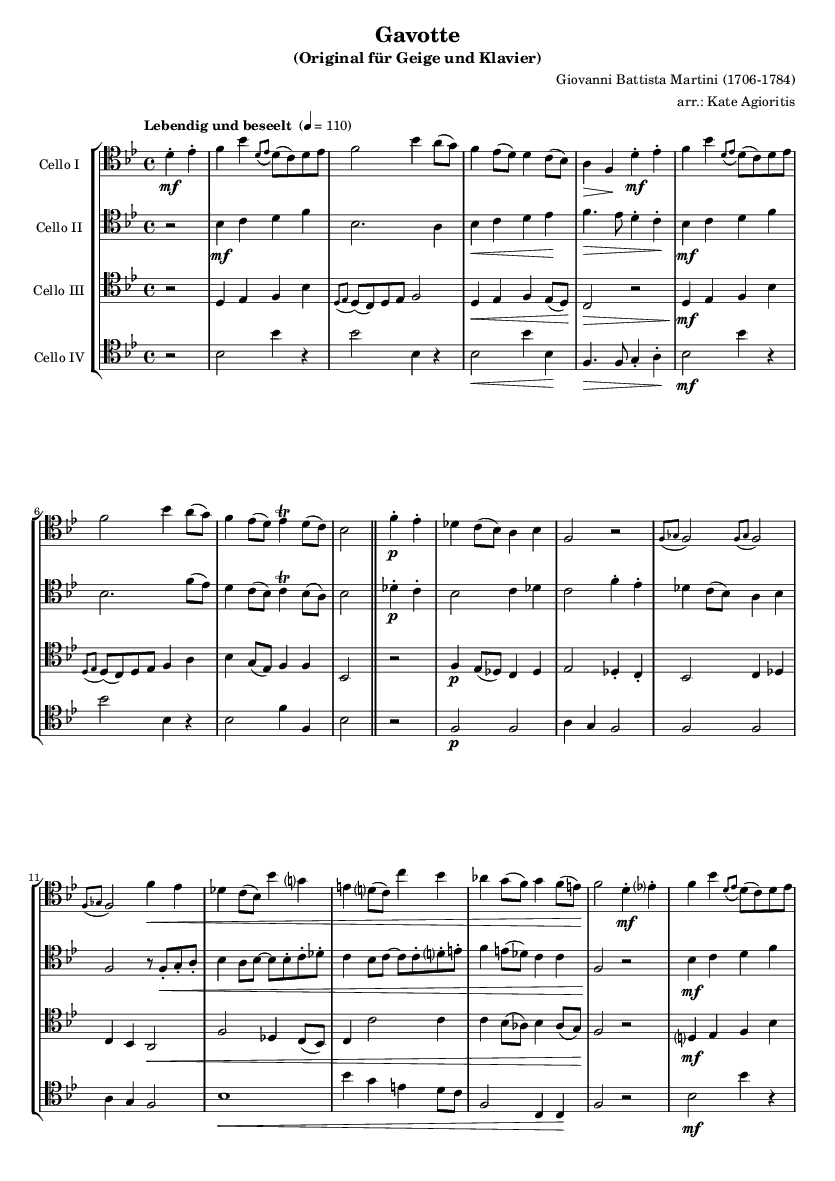 Gavotte
(Original für Geige und Klavier)
Giovanni Battista Martini (1706-1784)
arr.: Kate Agioritis
Lebendig und beseelt (♩= 110)
Cello I
mf
mf
Cello II
mf
mf
Cello III
mf
Cello IV
mf
6
tr
p
tr
p
p
p
11
mf
mf
mf
mf